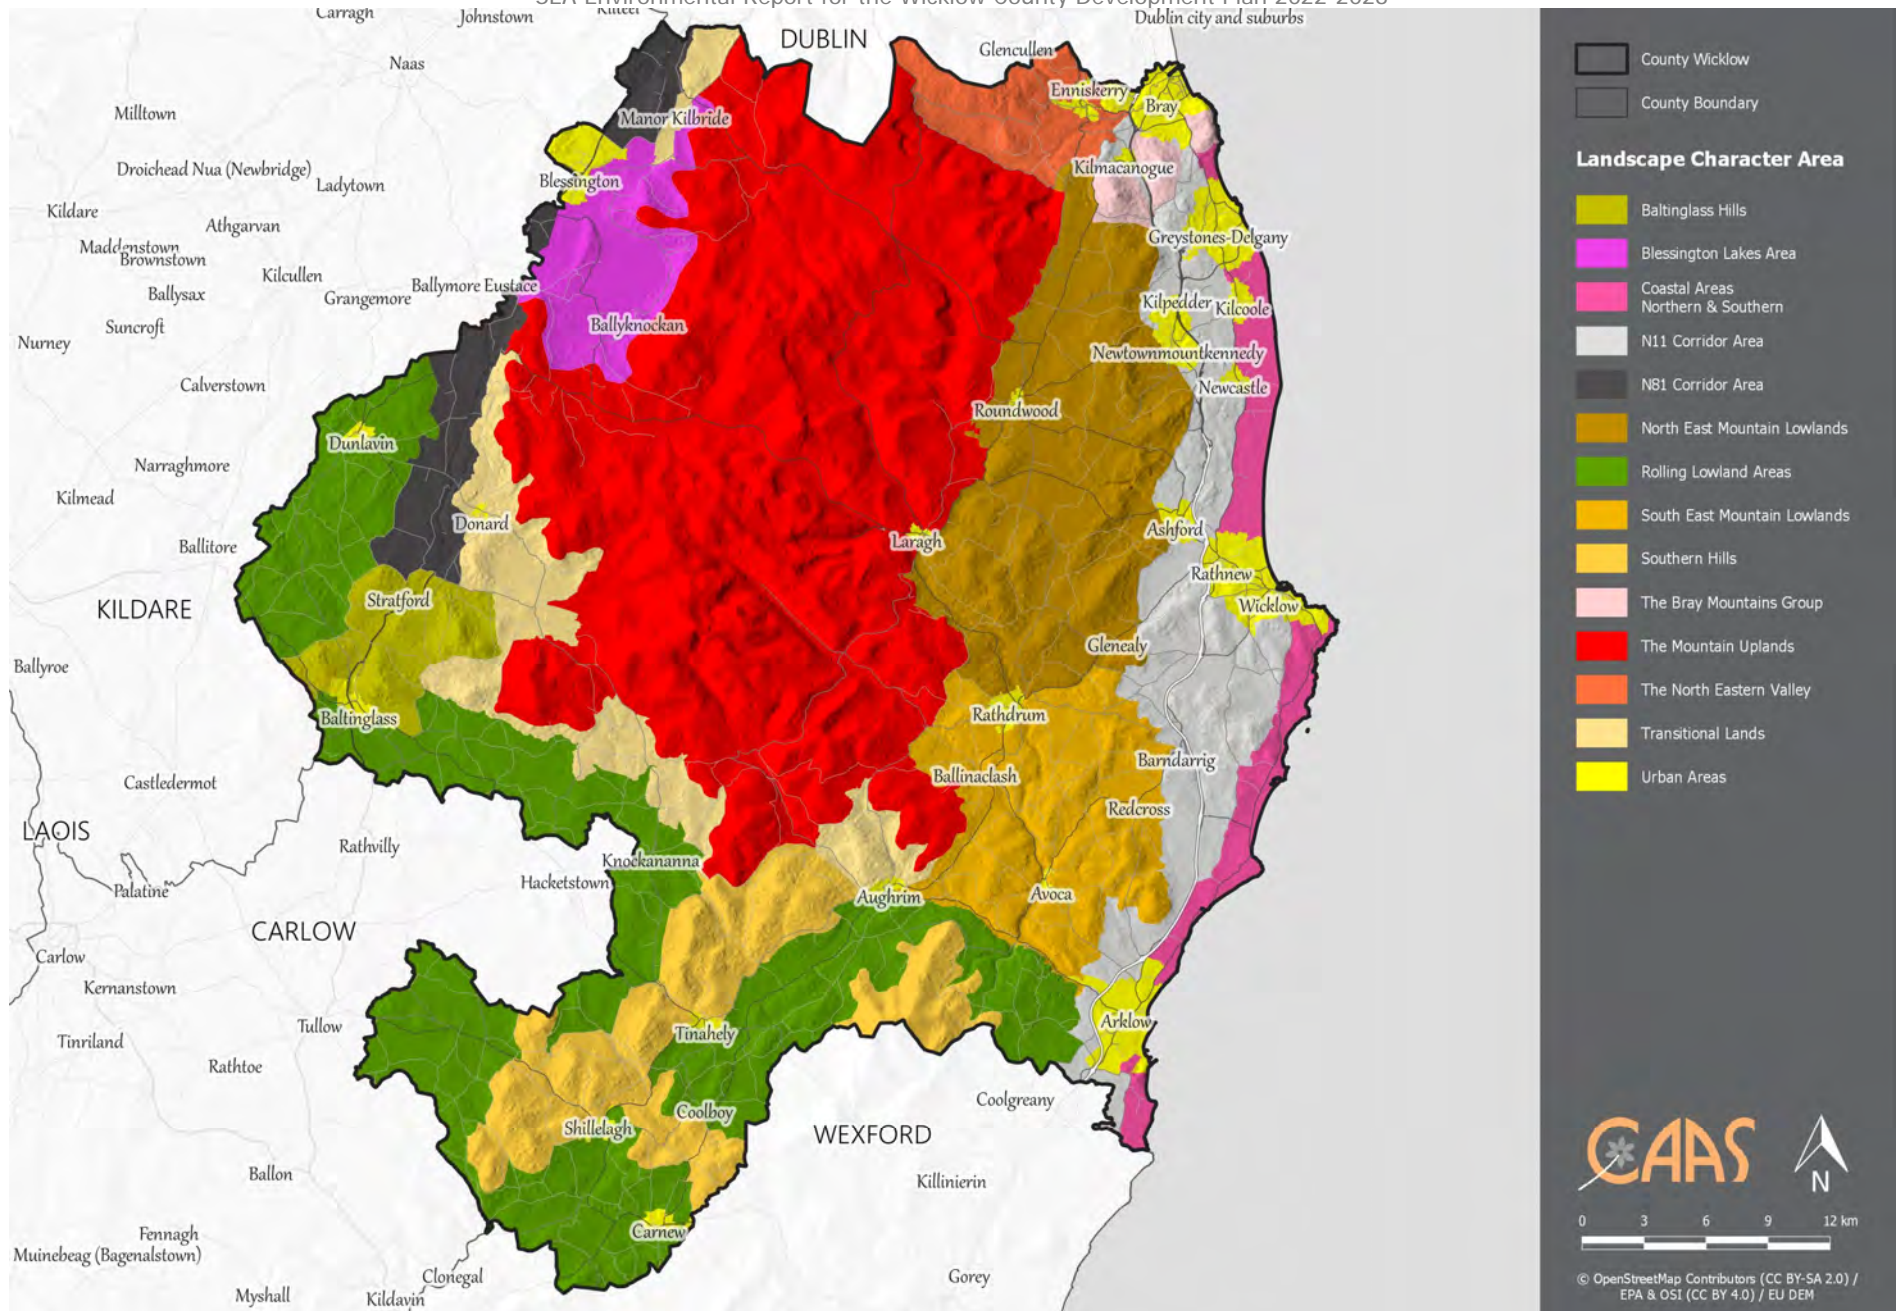 SEA Environmental Report for the Wicklow County Development Plan 2022-2028
Carragh
Johnstown
Kilteel
DUBLIN
Dublin city and suburbs
Glencullen
Naas
Enniskerry
Bray
Milltown
Manor Kilbride
Droichead Nua (Newbridge)
Ladytown
Blessington
Kilmacanogue
Kildare
Athgarvan
Greystones-Delgany
Maddenstown
Brownstown
Kilcullen
Ballymore Eustace
Ballysax
Grangemore
Kilpedder
Kilcoole
Suncroft
Ballyknockan
Nurney
Newtownmountkennedy
Calverstown
Newcastle
Roundwood
Dunlavin
Narraghmore
Kilmead
Donard
Ashford
Ballitore
Laragh
Rathnew
KILDARE
Stratford
Wicklow
Glenealy
Ballyroe
Baltinglass
Rathdrum
Barndarrig
Castledermot
Ballinaclash
Redcross
LAOIS
Rathvilly
Knockananna
Palatine
Hacketstown
Aughrim
Avoca
CARLOW
Carlow
Kernanstown
Tullow
Tinahely
Arklow
Tinriland
Rathtoe
Coolgreany
Coolboy
Shillelagh
WEXFORD
Ballon
Killinierin
Fennagh
Carnew
Muinebeag (Bagenalstown)
Clonegal
Gorey
Myshall
Kildavin
County Wicklow
County Boundary
Landscape Character Area
Baltinglass Hills
Blessington Lakes Area
Coastal Areas
Northern & Southern
N11 Corridor Area
N81 Corridor Area
North East Mountain Lowlands
Rolling Lowland Areas
South East Mountain Lowlands
Southern Hills
The Bray Mountains Group
The Mountain Uplands
The North Eastern Valley
Transitional Lands
Urban Areas
CAAS
N
0 3 6 9 12 km
© OpenStreetMap Contributors (CC BY-SA 2.0) /
EPA & OSI (CC BY 4.0) / EU DEM